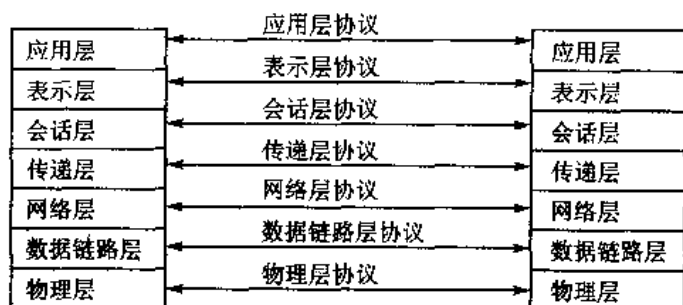 应用层协议
应用层
应用层
表示层协议
表示层
表示层
会话层协议
会话层
会话层
传递层协议
传递层
传递层
网络层协议
网络层
网络层
数据链路层协议
数据链路层
数据链路层
物理层协议
物理层
物理层